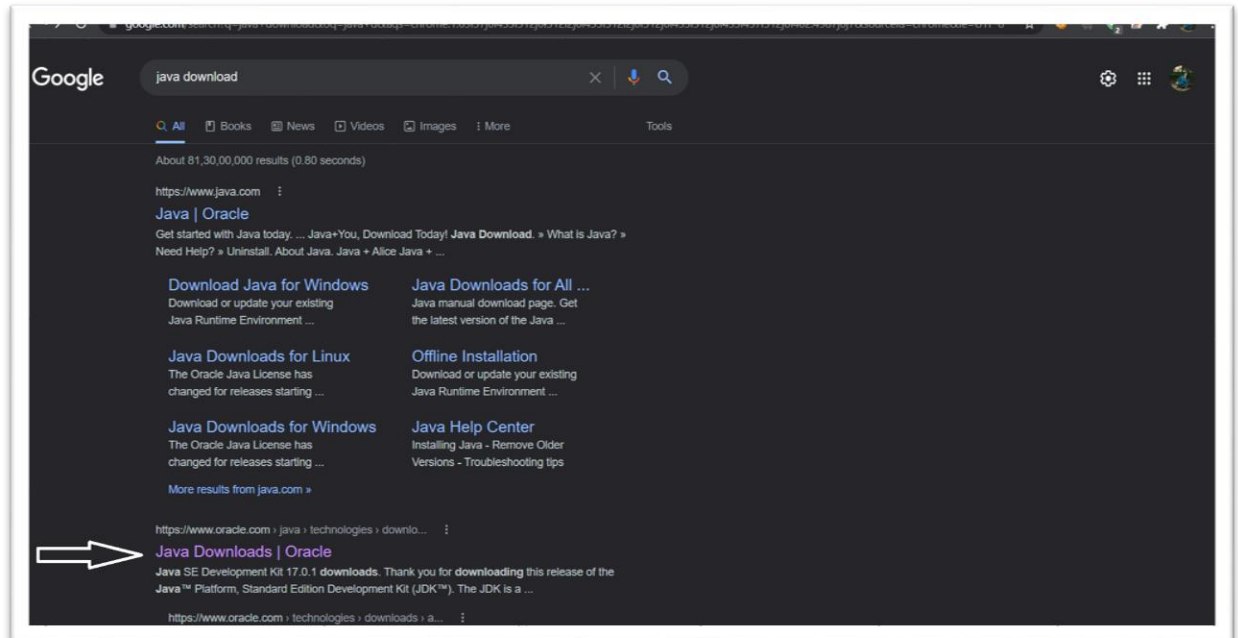 Google
java download
All Books News Videos Images More Tools
About 81,30,00,000 results (0.80 seconds)
https://www.java.com
Java | Oracle
Get started with Java today. ... Java+You, Download Today! Java Download. » What is Java? »
Need Help? » Uninstall. About Java. Java + Alice Java + ...
Download Java for Windows
Download or update your existing
Java Runtime Environment ...
Java Downloads for All ...
Java manual download page. Get
the latest version of the Java ...
Java Downloads for Linux
The Oracle Java License has
changed for releases starting ...
Offline Installation
Download or update your existing
Java Runtime Environment ...
Java Downloads for Windows
The Oracle Java License has
changed for releases starting ...
Java Help Center
Installing Java - Remove Older
Versions - Troubleshooting tips
More results from java.com »
https://www.oracle.com › java › technologies › downlo...
Java Downloads | Oracle
Java SE Development Kit 17.0.1 downloads. Thank you for downloading this release of the
Java™ Platform, Standard Edition Development Kit (JDK™). The JDK is a ...
https://www.oracle.com › technologies › downloads › a...